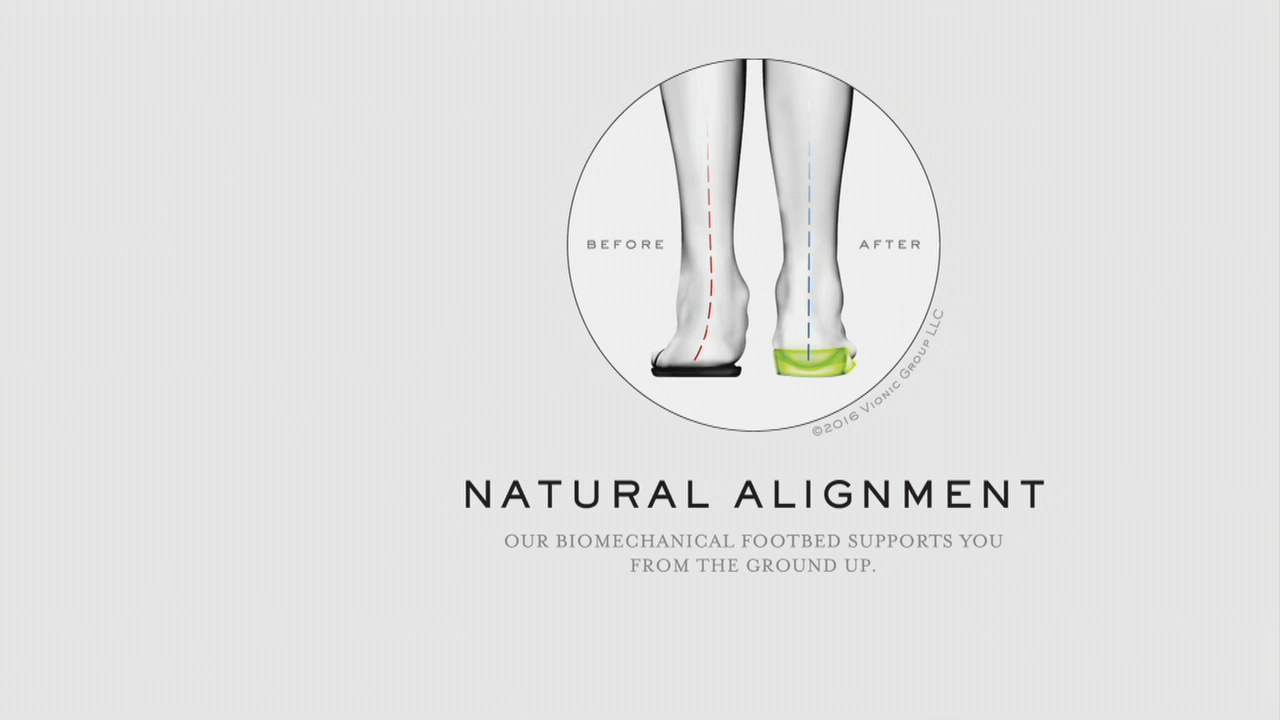 BEFORE
AFTER
©2016 VIONIC GROUP LLC
NATURAL ALIGNMENT
OUR BIOMECHANICAL FOOTBED SUPPORTS YOU
FROM THE GROUND UP.